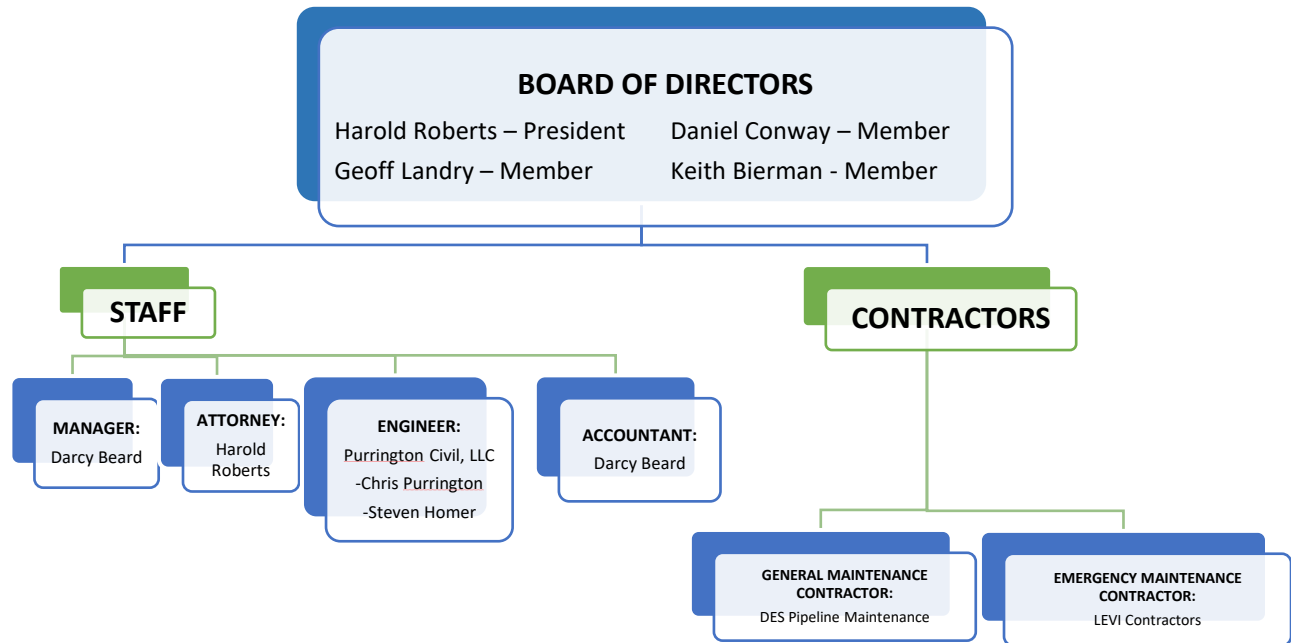 BOARD OF DIRECTORS
Harold Roberts – President Daniel Conway – Member
Geoff Landry – Member Keith Bierman - Member
STAFF
CONTRACTORS
MANAGER:
Darcy Beard
ATTORNEY:
Harold
Roberts
ENGINEER:
Purrington Civil, LLC
-Chris Purrington
-Steven Homer
ACCOUNTANT:
Darcy Beard
GENERAL MAINTENANCE
CONTRACTOR:
DES Pipeline Maintenance
EMERGENCY MAINTENANCE
CONTRACTOR:
LEVI Contractors